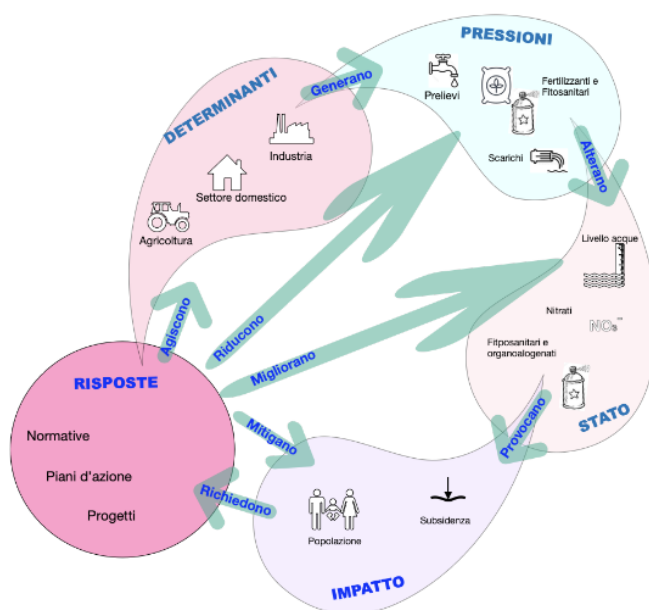 PRESSIONI
Generano
Prelievi
Fertilizzanti e
Fitosanitari
Scarichi
DETERMINANTI
Industria
Settore domestico
Agricoltura
Alterano
Livello acque
Nitrati
NO₃⁻
Fitposanitari e
organoalogenati
STATO
Agiscono
Riducono
Migliorano
Provocano
RISPOSTE
Normative
Piani d'azione
Progetti
Mitigano
Richiedono
Popolazione
Subsidenza
IMPATTO